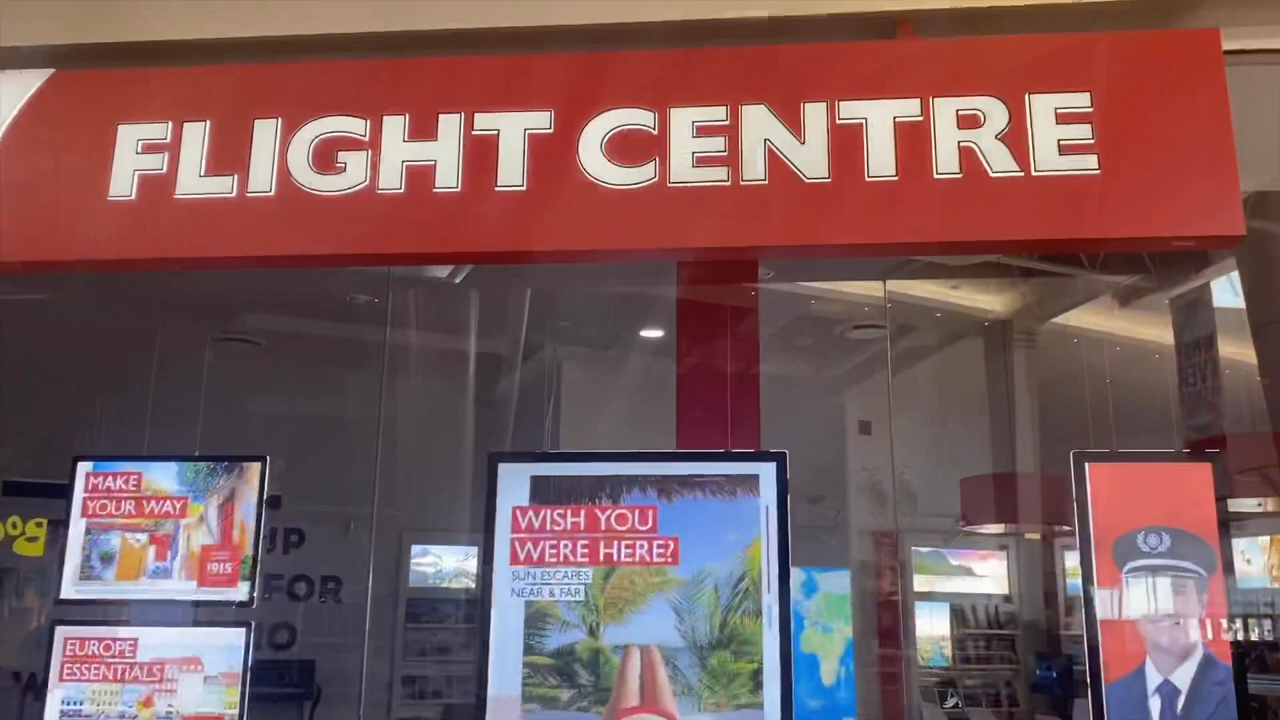 FLIGHT CENTRE
MAKE
YOUR WAY
1915
EUROPE
ESSENTIALS
WISH YOU
WERE HERE?
SUN ESCAPES
NEAR & FAR
UP
FOR